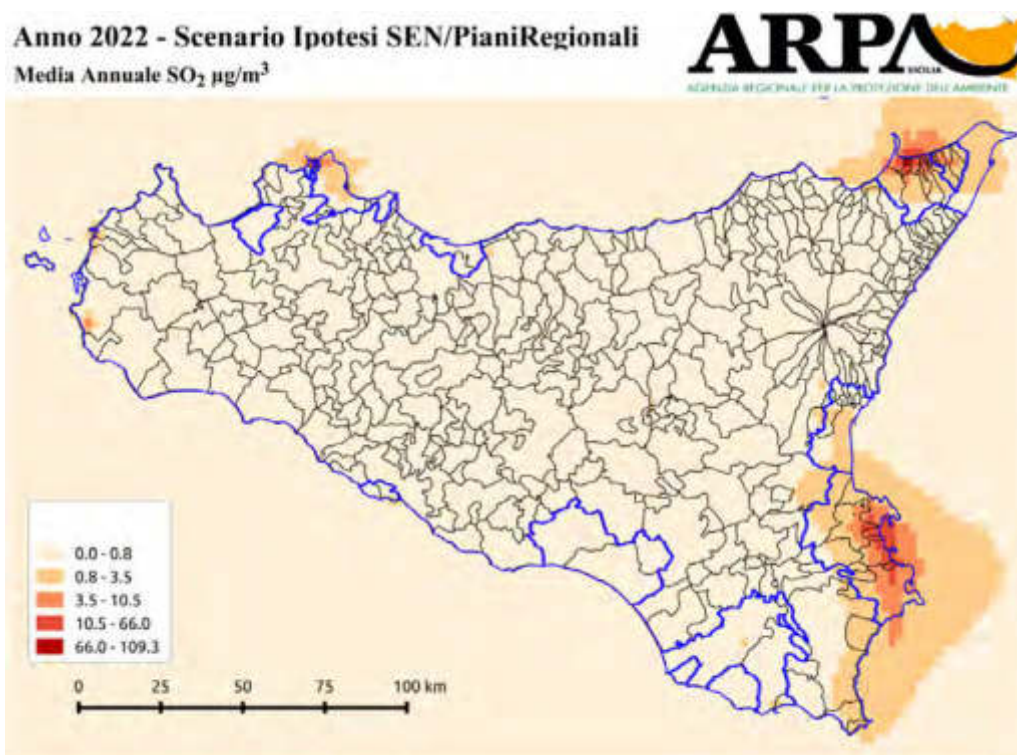 Anno 2022 - Scenario Ipotesi SEN/PianiRegionali
Media Annuale SO₂ µg/m³
ARPA
SICILIA
AGENZIA REGIONALE PER LA PROTEZIONE DELL'AMBIENTE
0.0 - 0.8
0.8 - 3.5
3.5 - 10.5
10.5 - 66.0
66.0 - 109.3
0 25 50 75 100 km